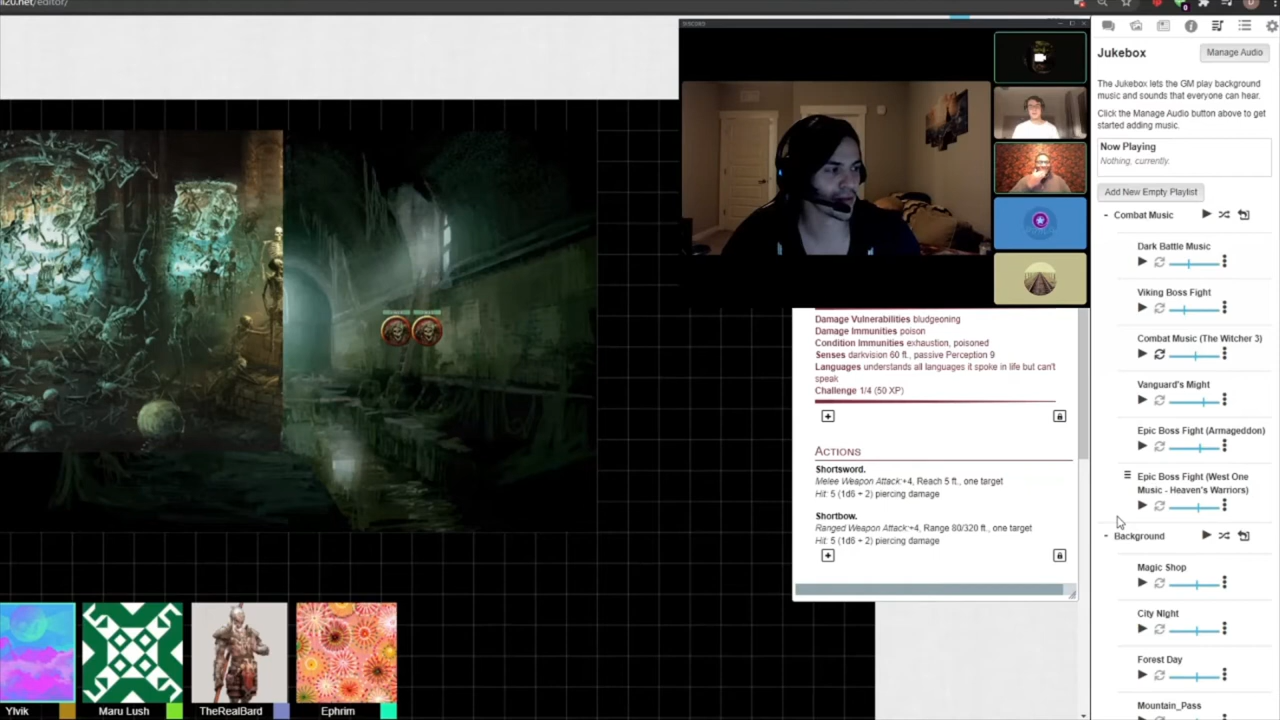 ll20.net/editor/
DISCORD
Jukebox
Manage Audio
The Jukebox lets the GM play background
music and sounds that everyone can hear.
Click the Manage Audio button above to get
started adding music.
Now Playing
Nothing, currently.
Add New Empty Playlist
Combat Music
Dark Battle Music
Viking Boss Fight
Combat Music (The Witcher 3)
Vanguard's Might
Epic Boss Fight (Armageddon)
Epic Boss Fight (West One
Music - Heaven's Warriors)
Background
Magic Shop
City Night
Forest Day
Mountain_Pass
Damage Vulnerabilities bludgeoning
Damage Immunities poison
Condition Immunities exhaustion, poisoned
Senses darkvision 60 ft., passive Perception 9
Languages understands all languages it spoke in life but can't
speak
Challenge 1/4 (50 XP)
ACTIONS
Shortsword.
Melee Weapon Attack:+4, Reach 5 ft., one target
Hit: 5 (1d6 + 2) piercing damage
Shortbow.
Ranged Weapon Attack:+4, Range 80/320 ft., one target
Hit: 5 (1d6 + 2) piercing damage
Ylvik
Maru Lush
TheRealBard
Ephrim